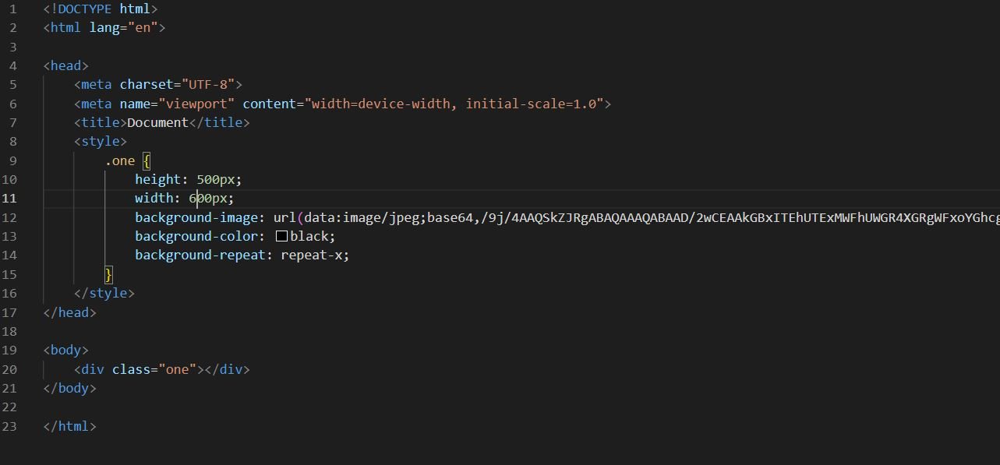 1 <!DOCTYPE html>
2 <html lang="en">
3
4 <head>
5     <meta charset="UTF-8">
6     <meta name="viewport" content="width=device-width, initial-scale=1.0">
7     <title>Document</title>
8     <style>
9         .one {
10             height: 500px;
11             width: 600px;
12             background-image: url(data:image/jpeg;base64,/9j/4AAQSkZJRgABAQAAAQABAAD/2wCEAAkGBxITEhUTExMWFhUWGR4XGRgWFxoYGhcg
13             background-color: black;
14             background-repeat: repeat-x;
15         }
16     </style>
17 </head>
18
19 <body>
20     <div class="one"></div>
21 </body>
22
23 </html>